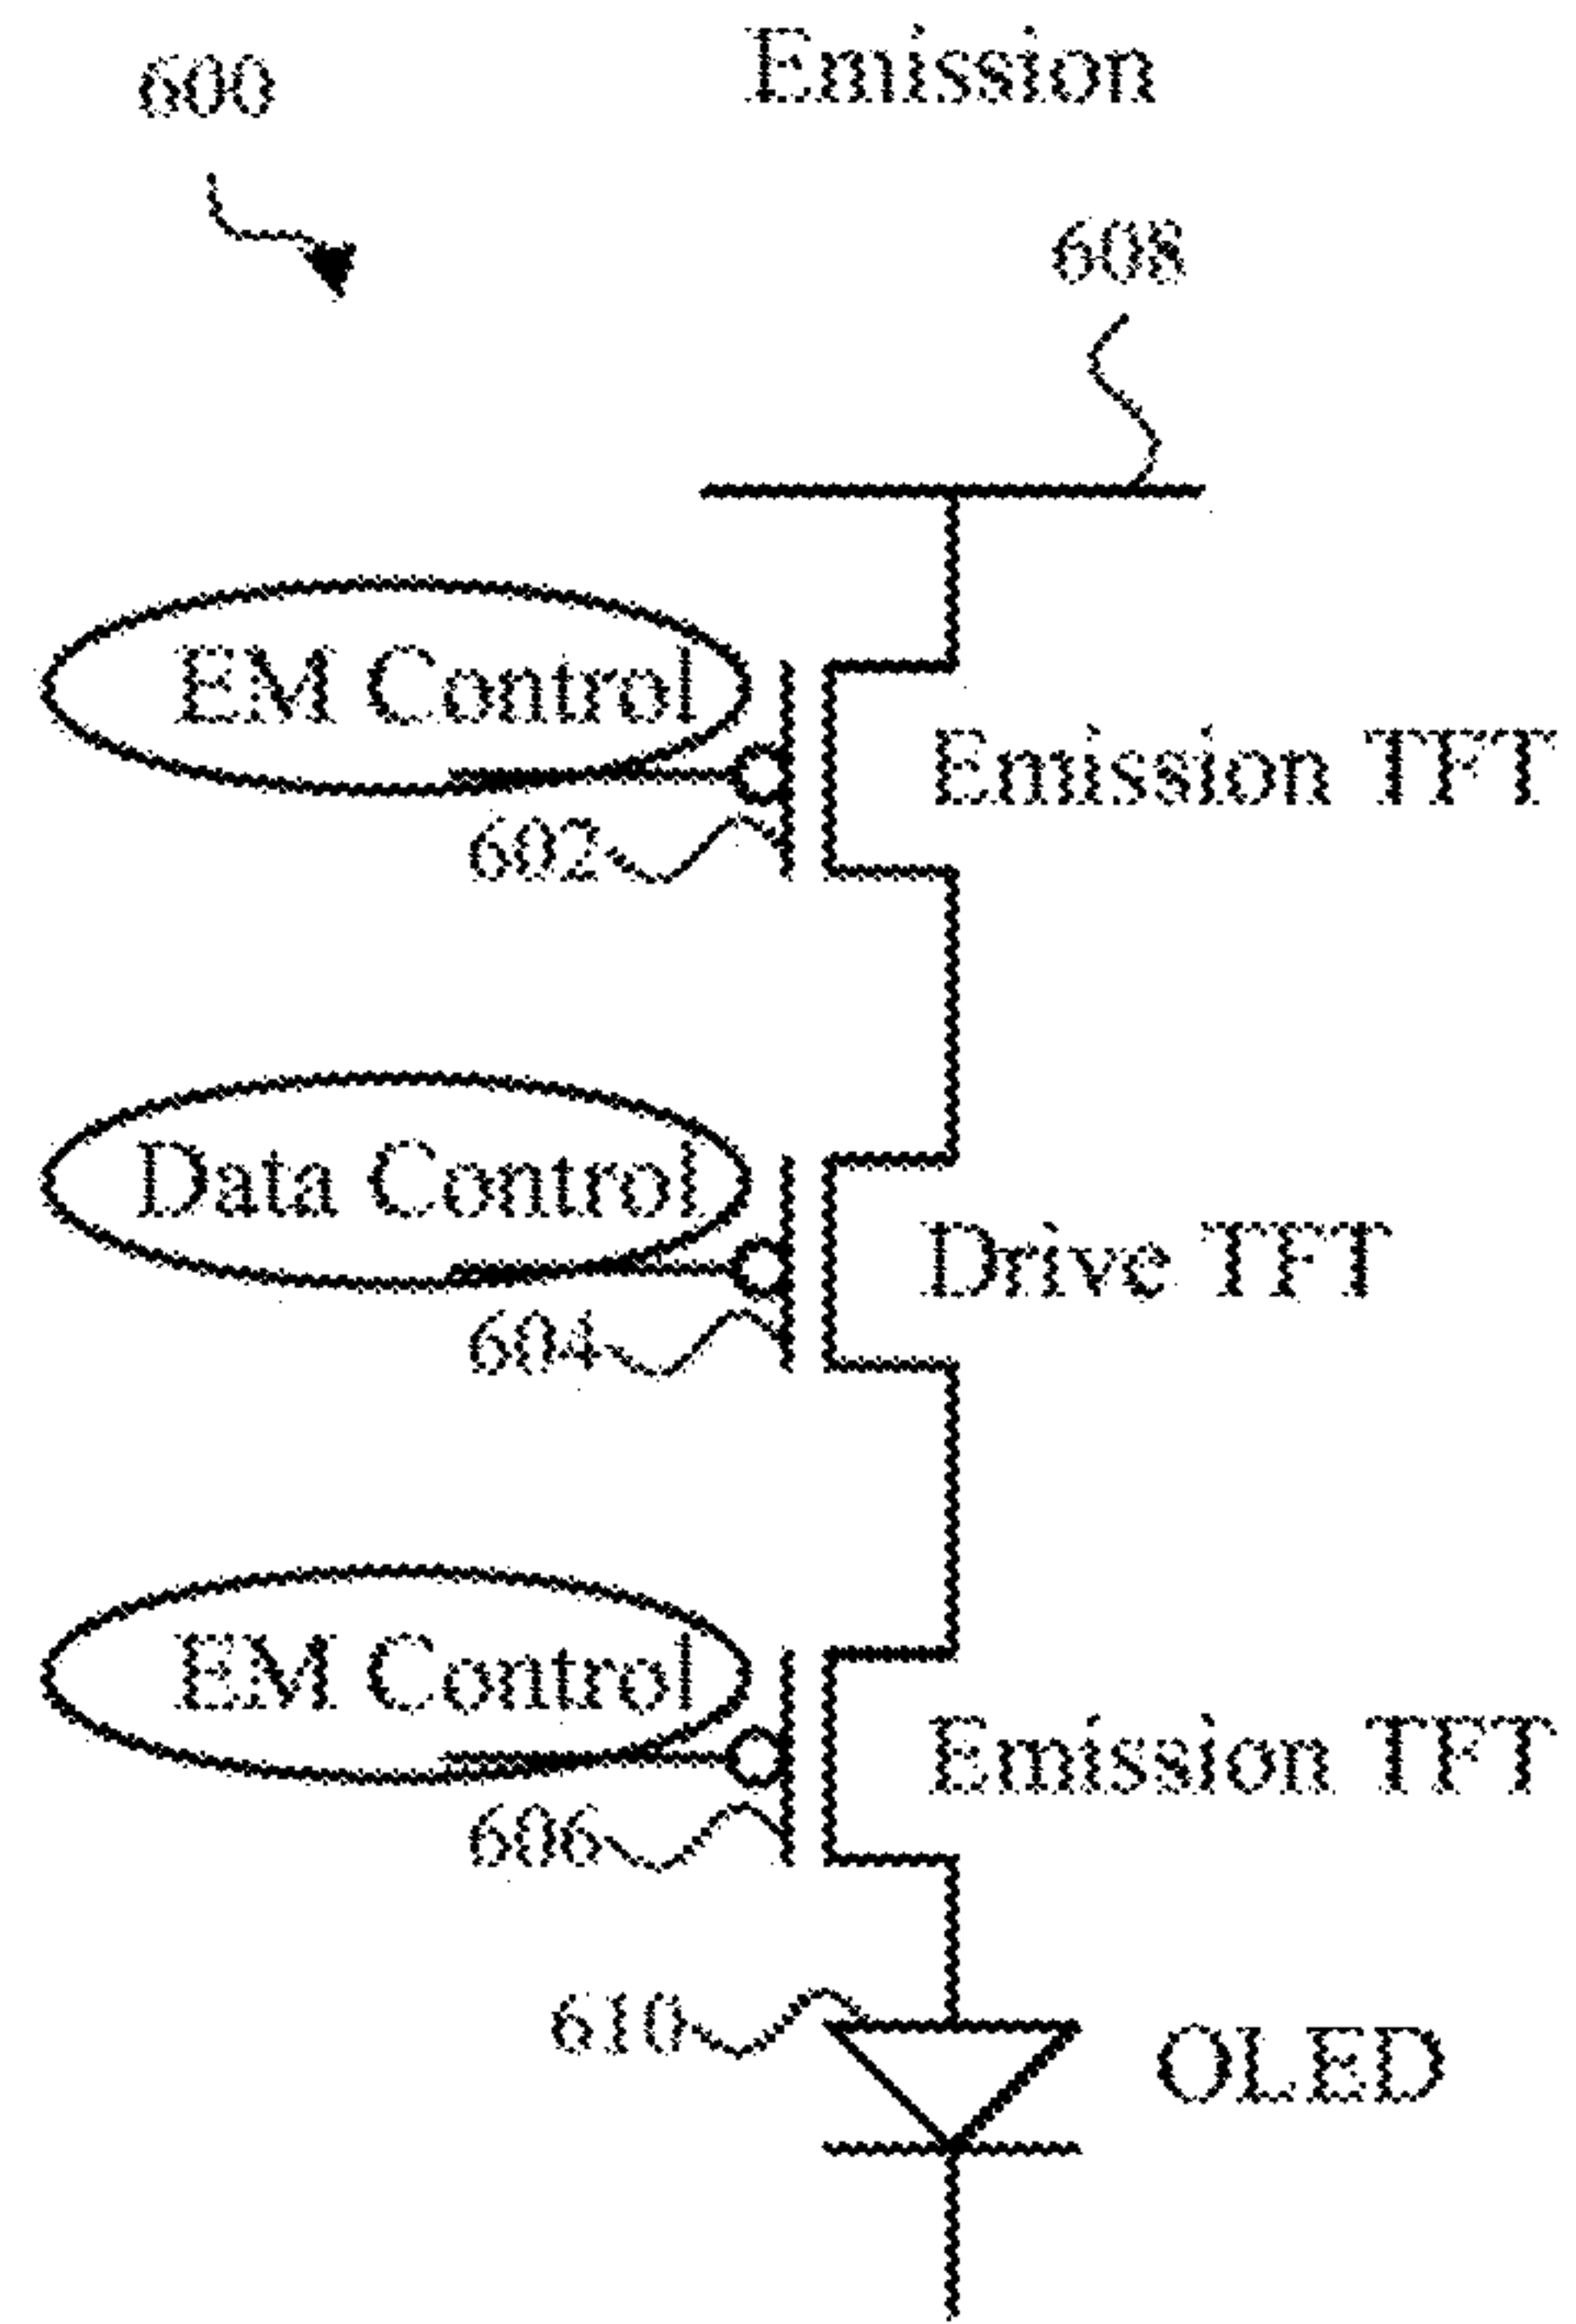 600
Emission
608
EM Control
Emission TFT
602
Data Control
Drive TFT
604
EM Control
Emission TFT
606
610
OLED